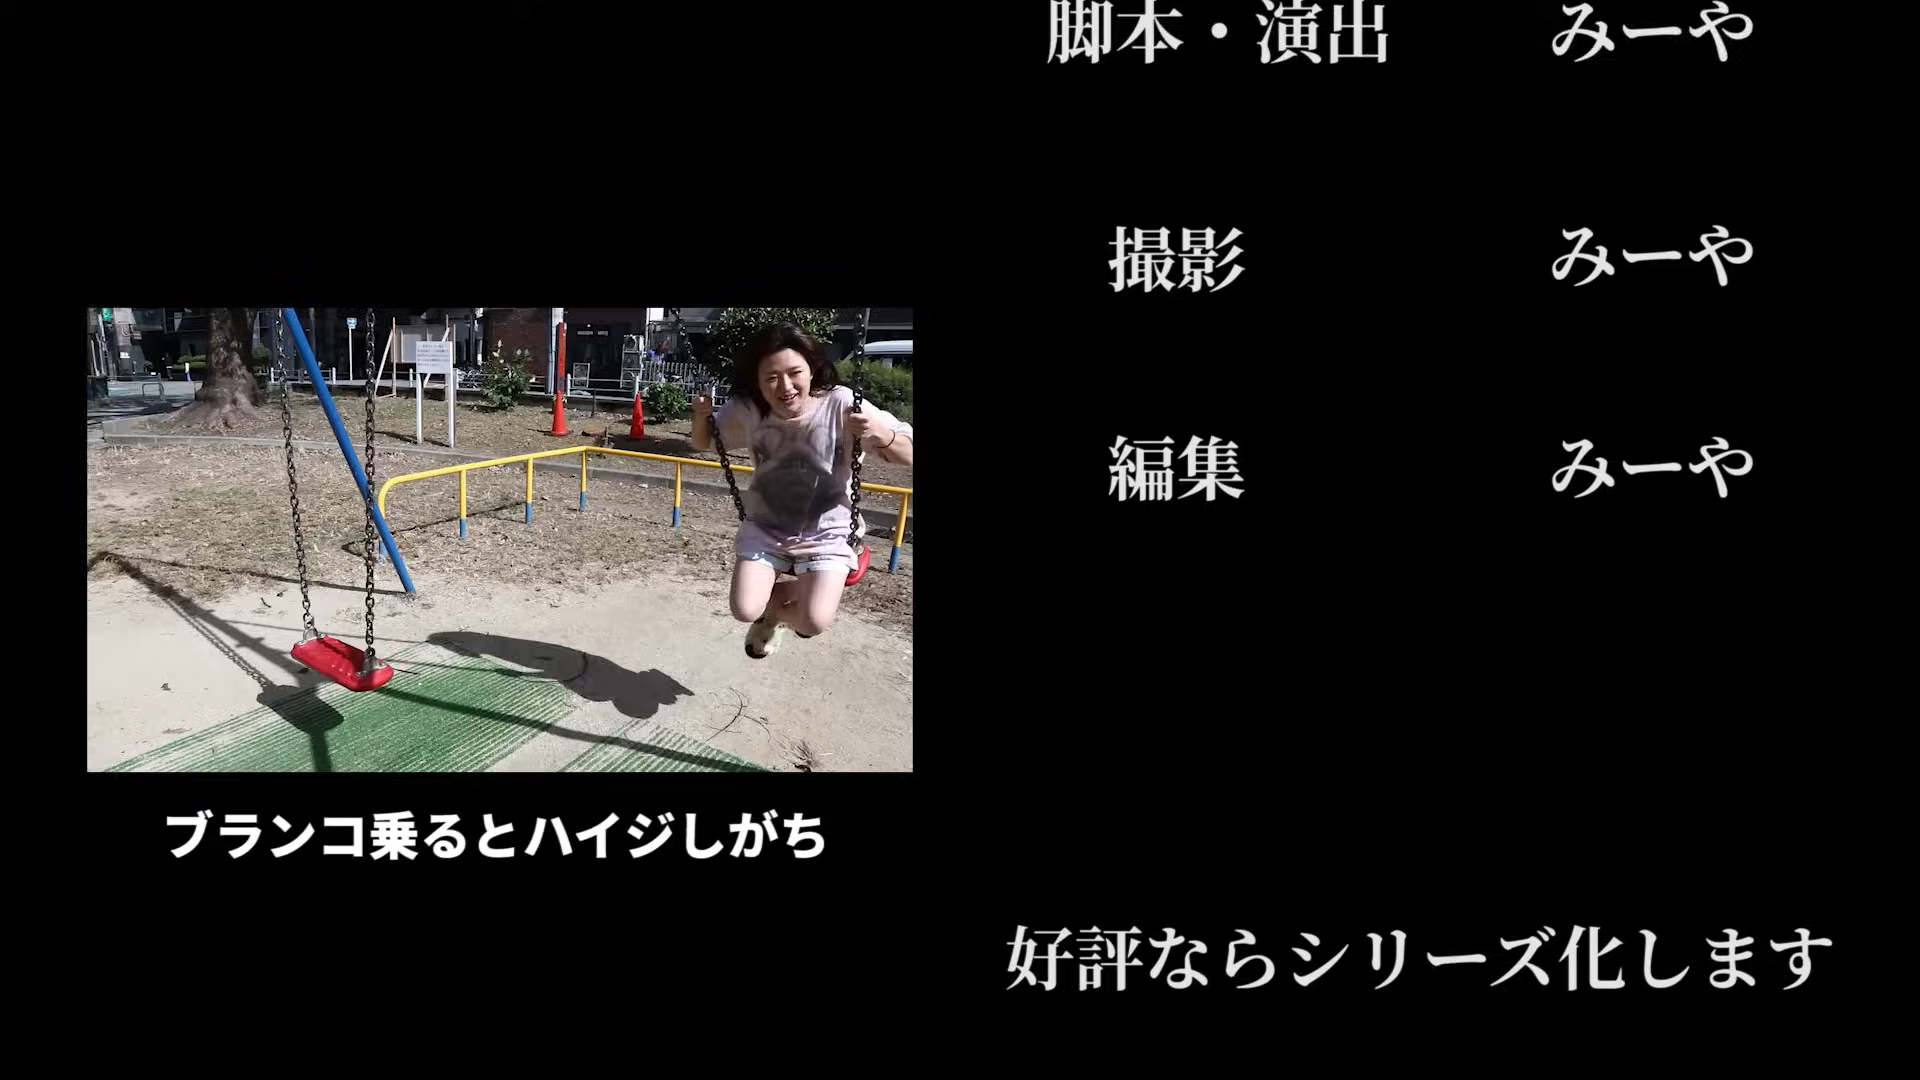 脚本・演出 みーや
撮影 みーや
編集 みーや
ブランコ乗るとハイジしがち
好評ならシリーズ化します